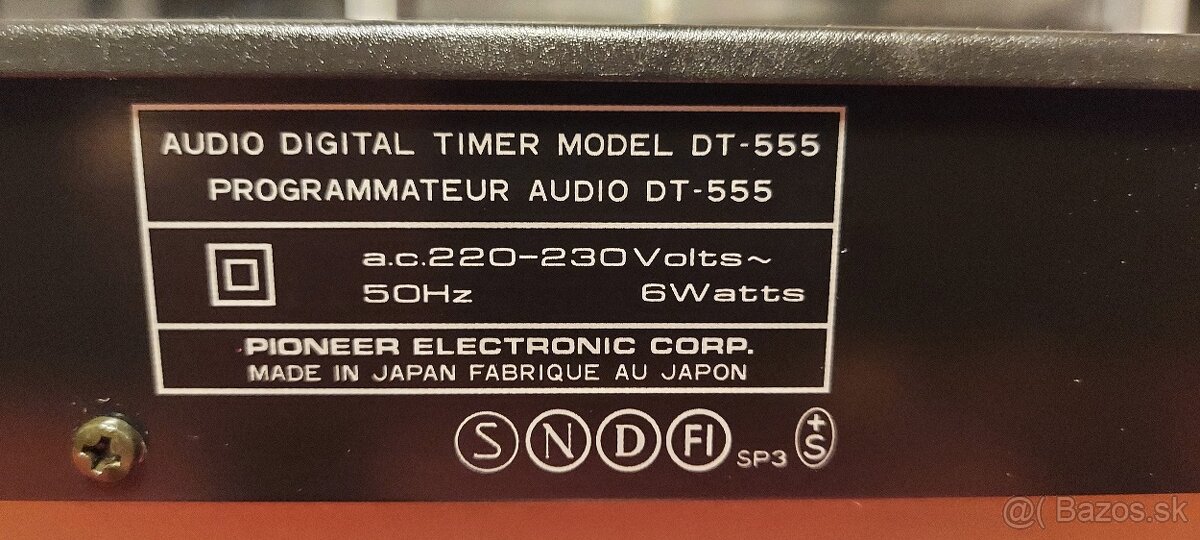 AUDIO DIGITAL TIMER MODEL DT-555
PROGRAMMATEUR AUDIO DT-555
a.c.220-230Volts~
50Hz 6Watts
PIONEER ELECTRONIC CORP.
MADE IN JAPAN FABRIQUE AU JAPON
S N D FI SP3 +S
@( Bazos.sk